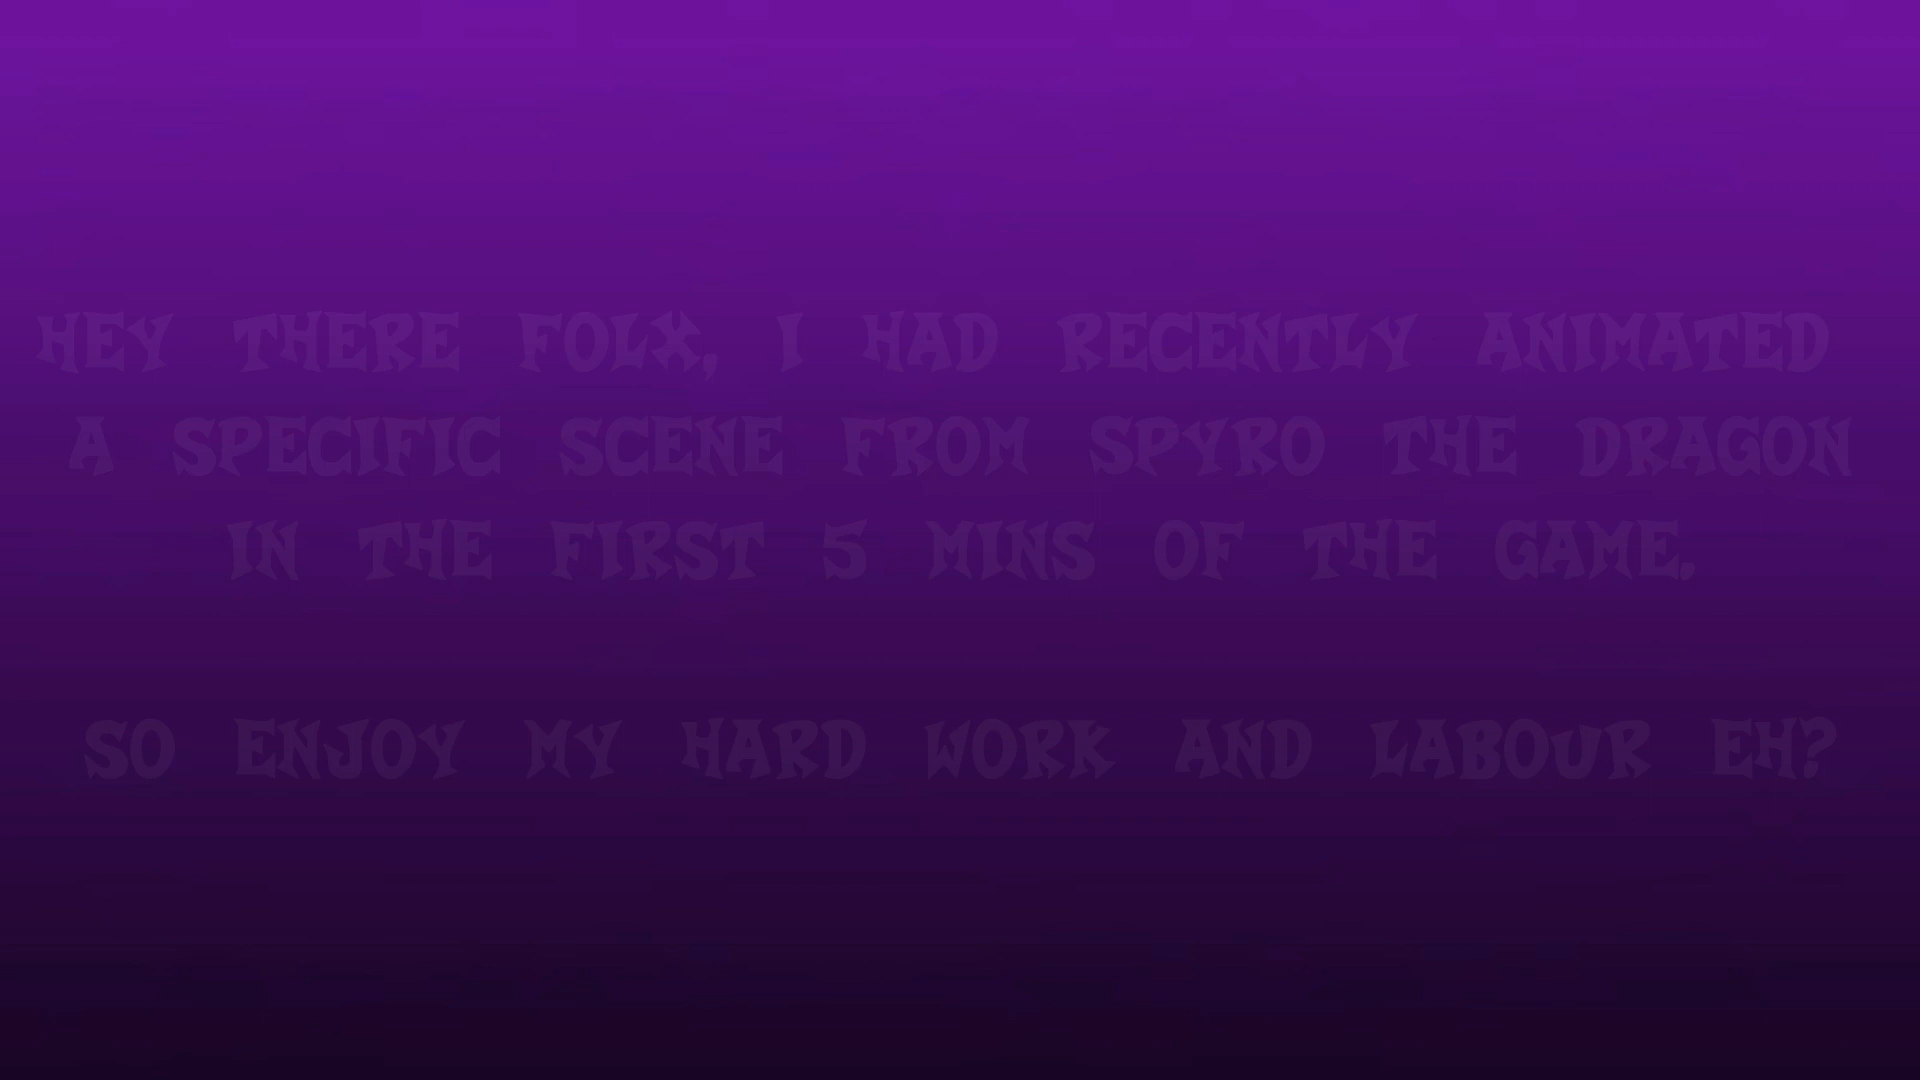 HEY THERE FOLX, I HAD RECENTLY ANIMATED
A SPECIFIC SCENE FROM SPYRO THE DRAGON
IN THE FIRST 5 MINS OF THE GAME.
SO ENJOY MY HARD WORK AND LABOUR EH?